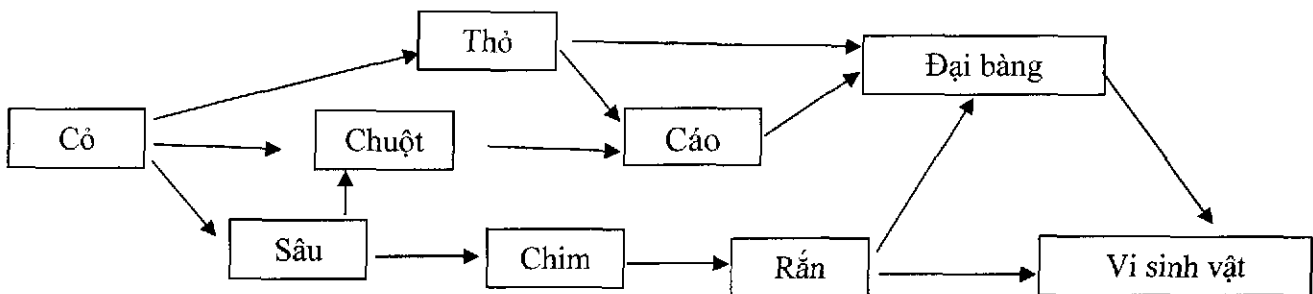 Thỏ
Đại bàng
Cỏ
Chuột
Cáo
Sâu
Chim
Rắn
Vi sinh vật